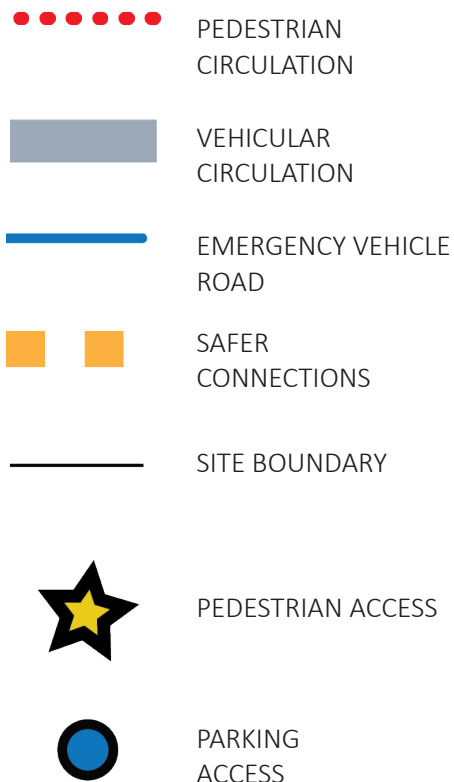 PEDESTRIAN
CIRCULATION
VEHICULAR
CIRCULATION
EMERGENCY VEHICLE
ROAD
SAFER
CONNECTIONS
SITE BOUNDARY
PEDESTRIAN ACCESS
PARKING
ACCESS